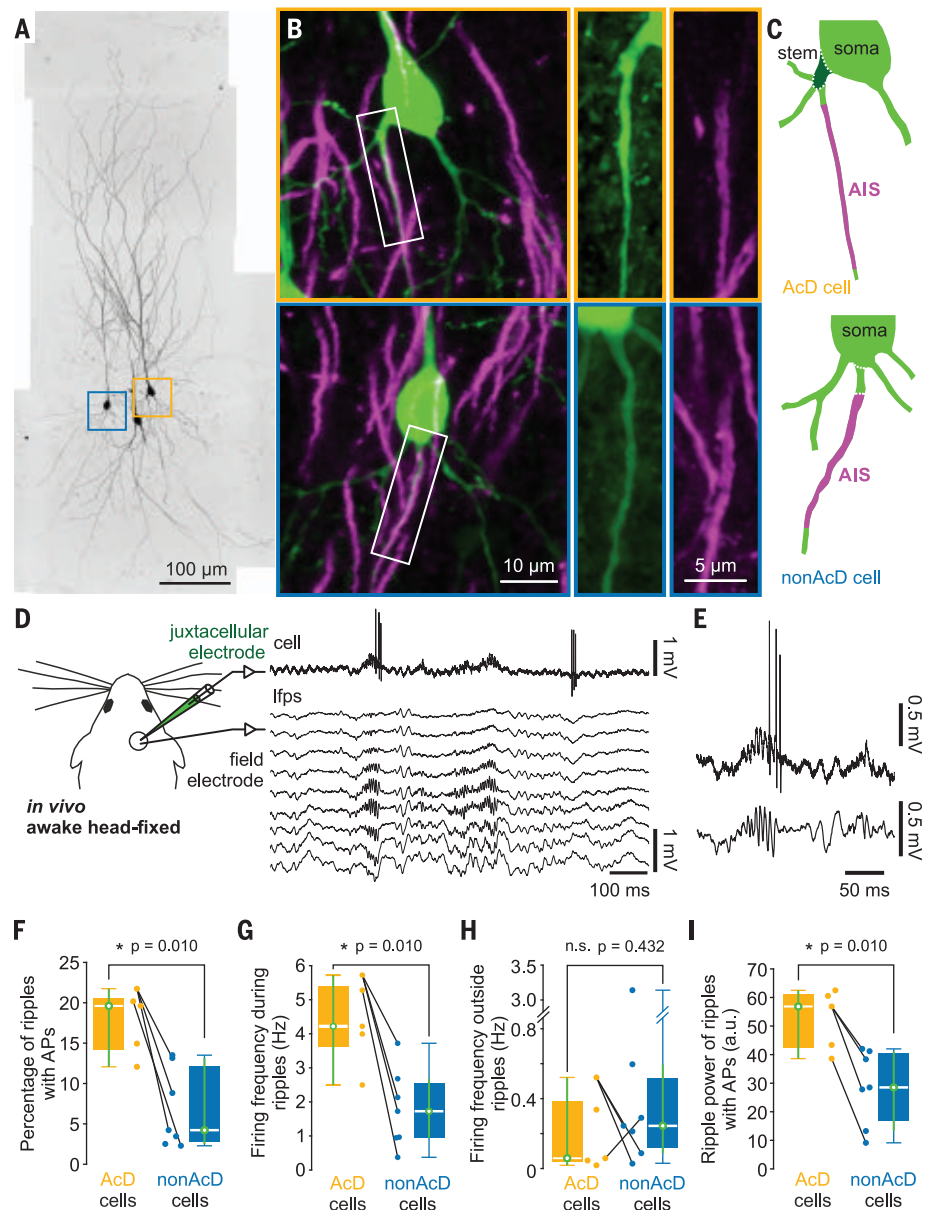 A
B
C
100 µm
10 µm
5 µm
stem
soma
AIS
AcD cell
soma
AIS
nonAcD cell
D
juxtacellular
electrode
cell
1 mV
lfps
field
electrode
in vivo
awake head-fixed
1 mV
100 ms
E
0.5 mV
0.5 mV
50 ms
F
* p = 0.010
Percentage of ripples
with APs
25
20
15
10
5
0
AcD
cells
nonAcD
cells
G
* p = 0.010
Firing frequency during
ripples (Hz)
6
5
4
3
2
1
0
AcD
cells
nonAcD
cells
H
n.s. p = 0.432
Firing frequency outside
ripples (Hz)
3.5
3.0
0.8
0.4
0
AcD
cells
nonAcD
cells
I
* p = 0.010
Ripple power of ripples
with APs (a.u.)
70
60
50
40
30
20
10
0
AcD
cells
nonAcD
cells